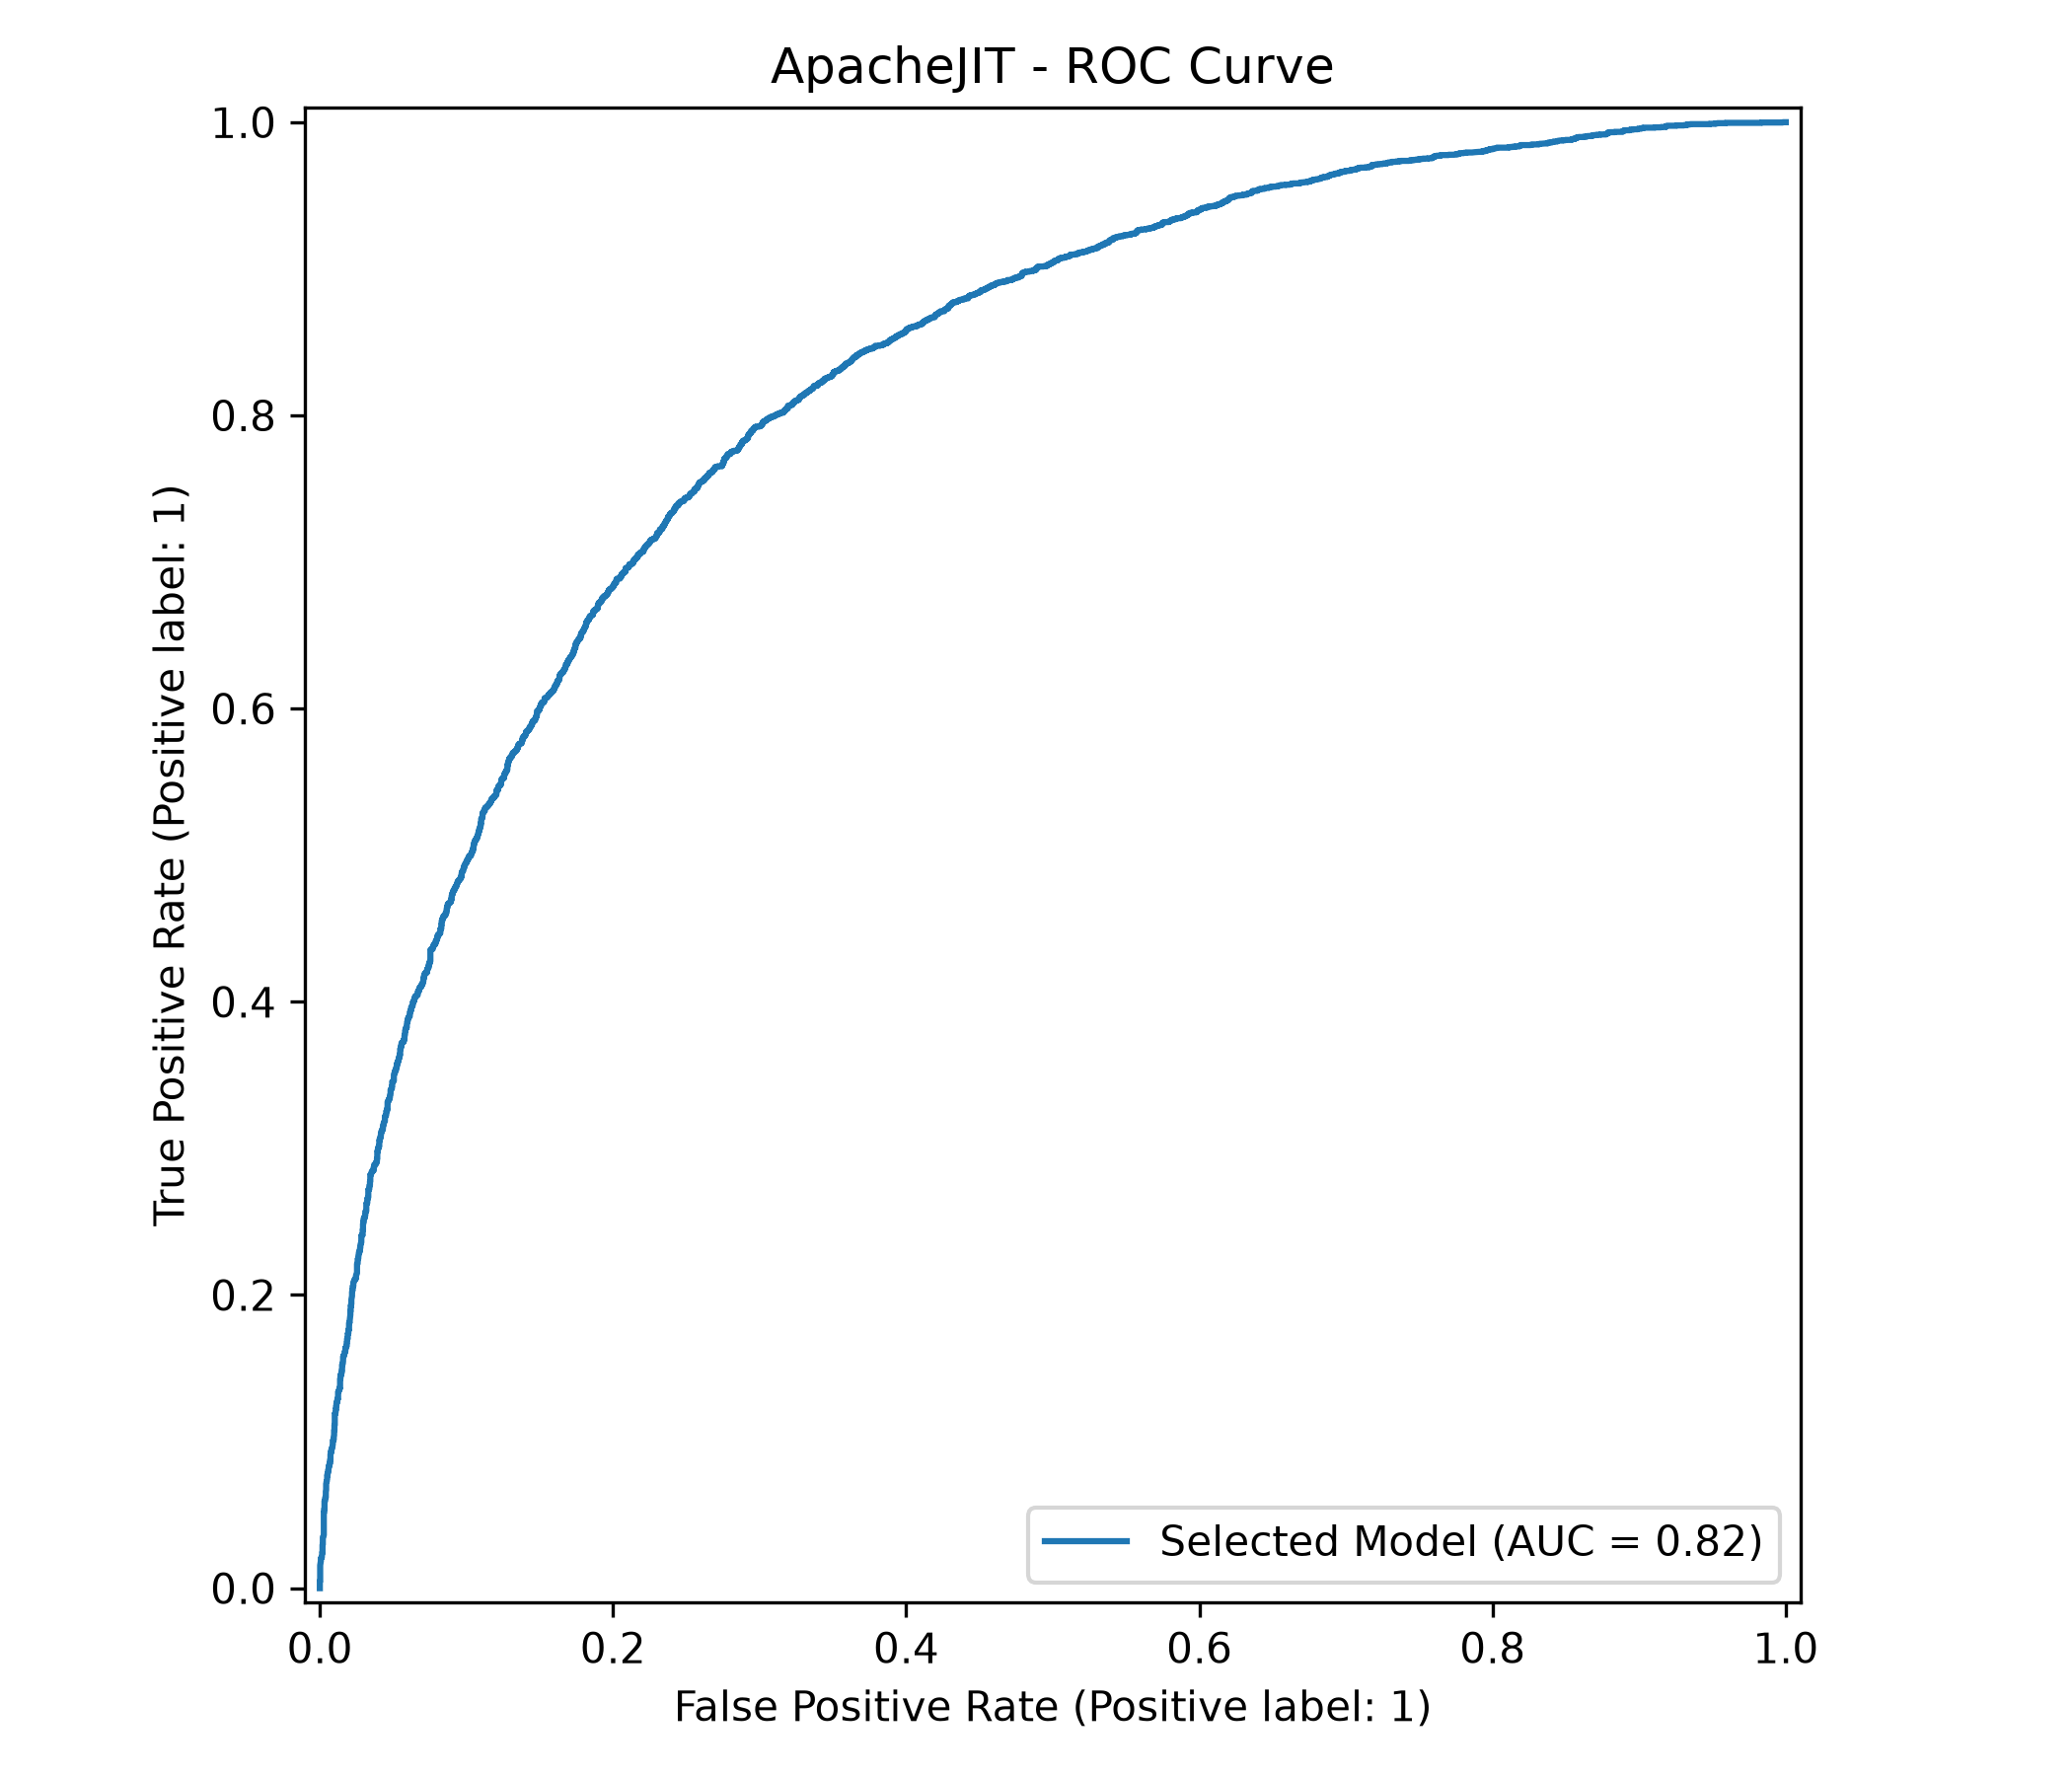 ApacheJIT - ROC Curve
1.0
0.8
0.6
0.4
0.2
0.0
True Positive Rate (Positive label: 1)
Selected Model (AUC = 0.82)
0.0 0.2 0.4 0.6 0.8 1.0
False Positive Rate (Positive label: 1)